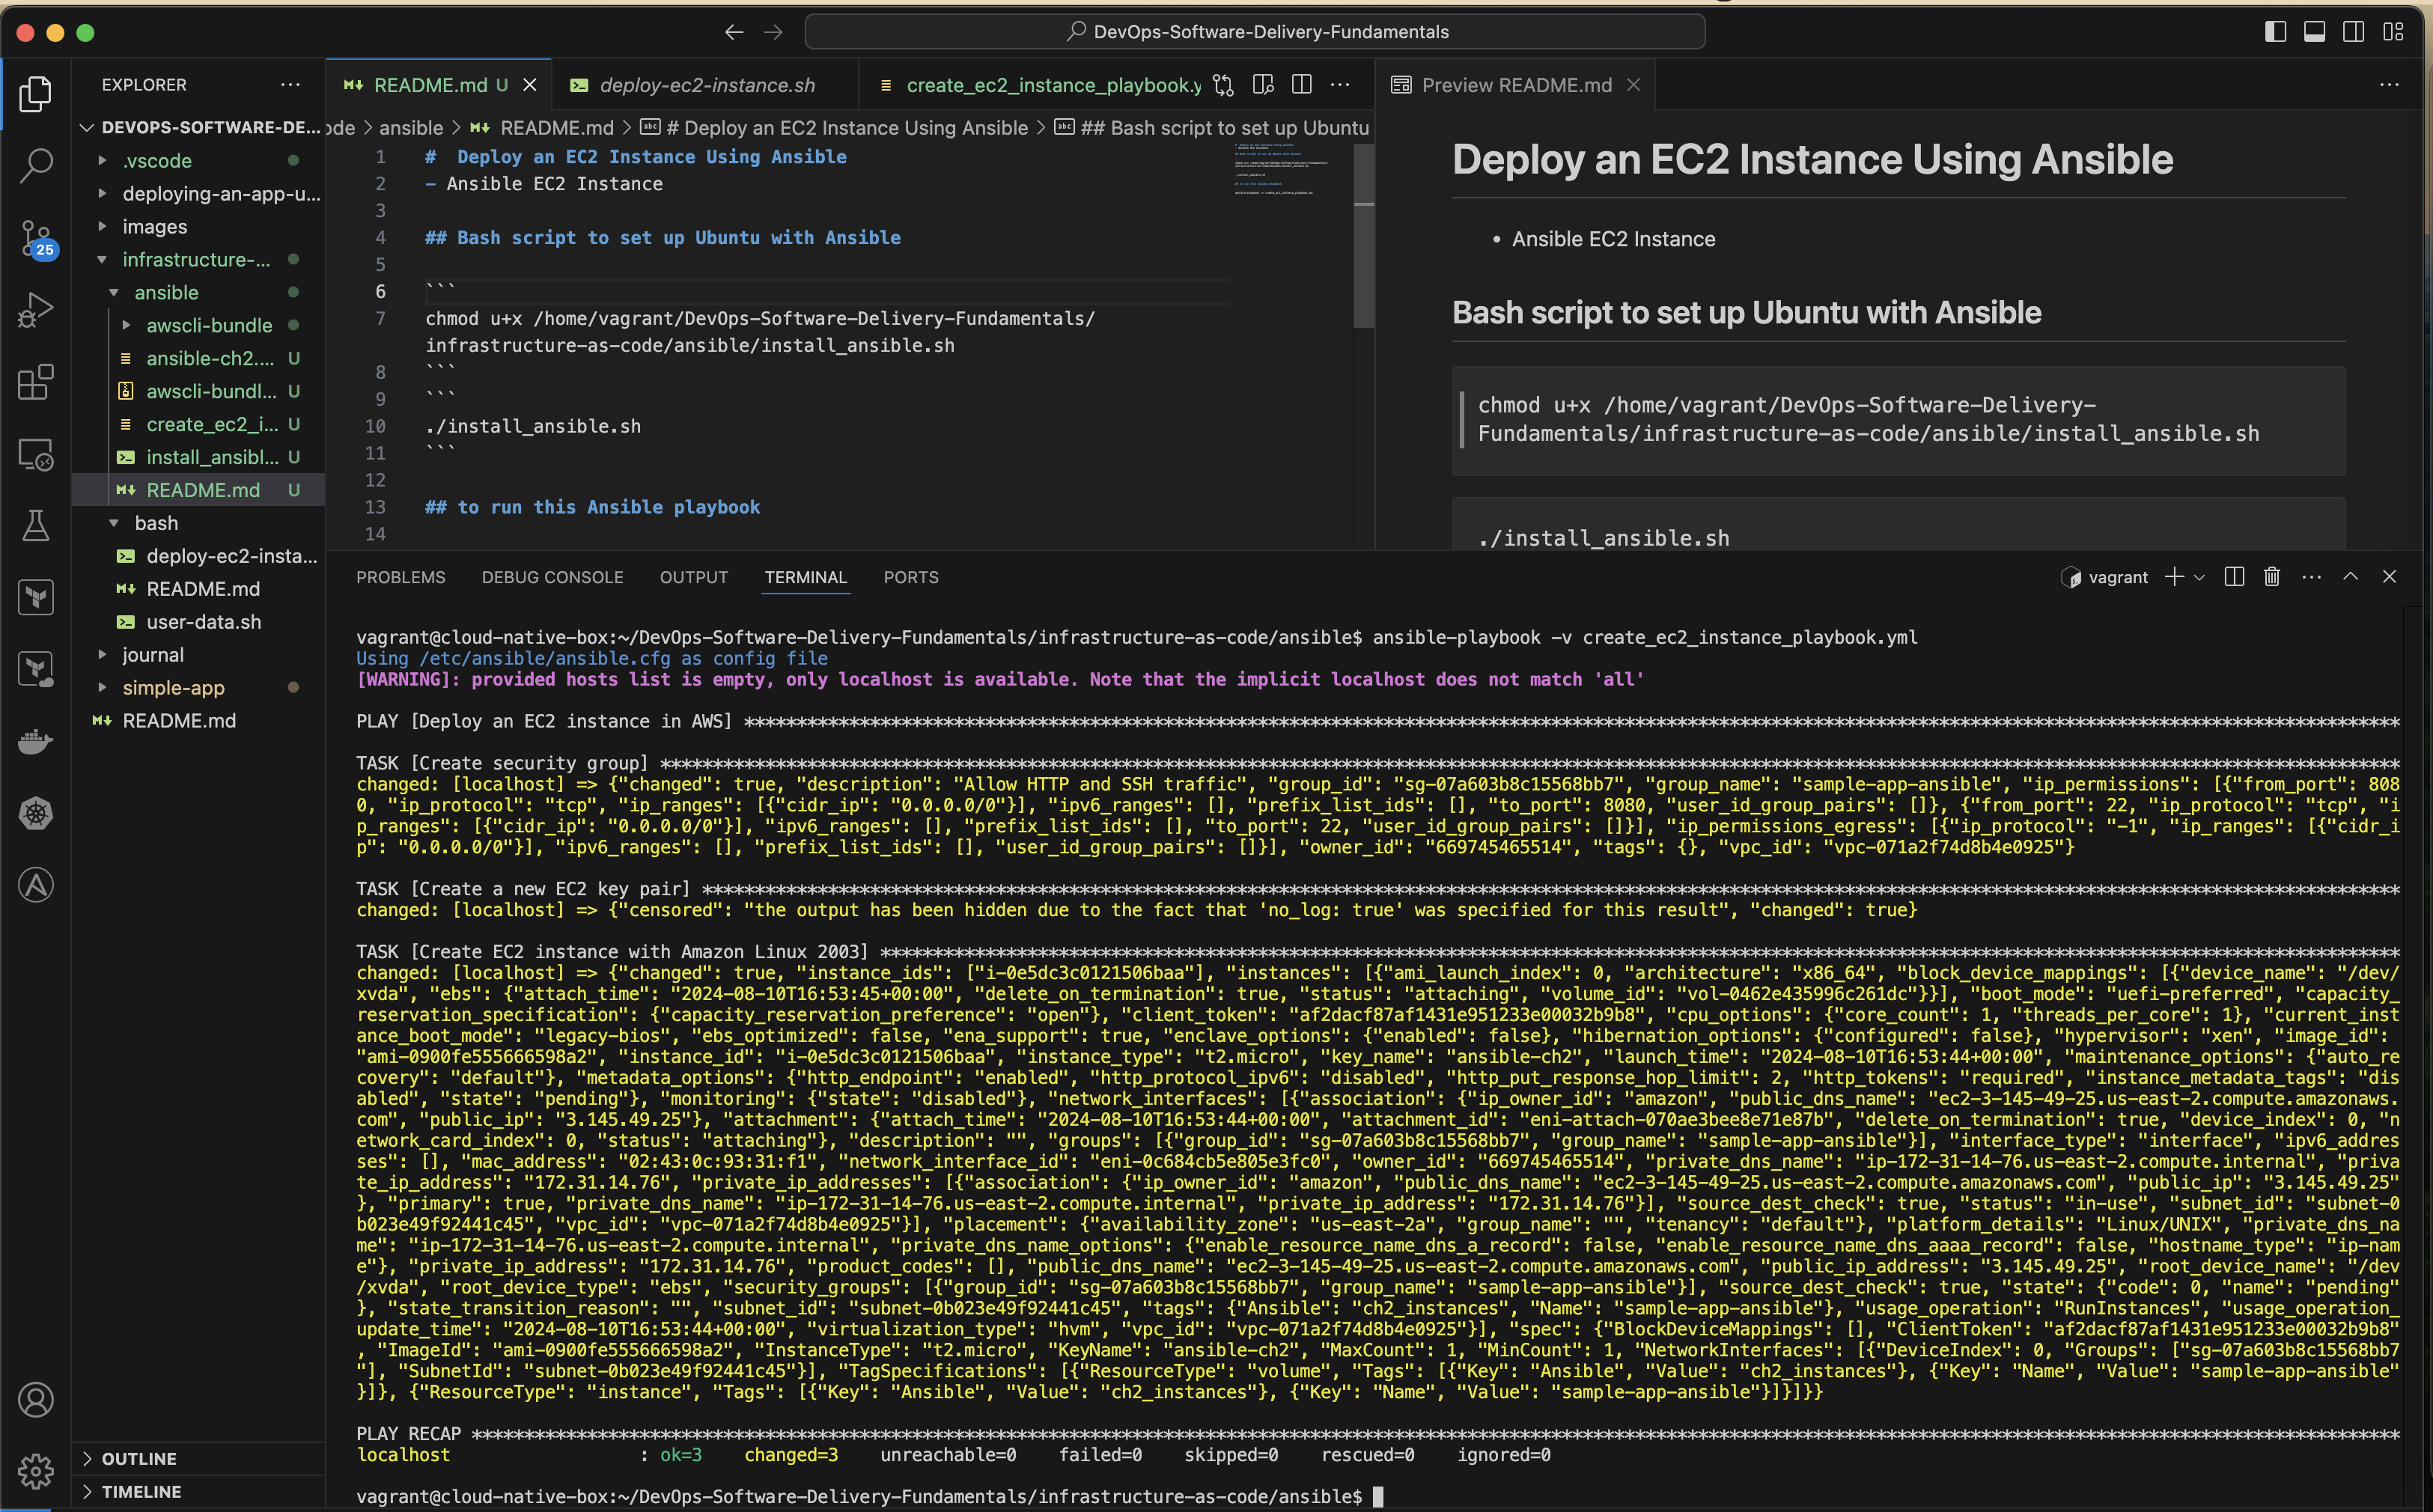 DevOps-Software-Delivery-Fundamentals
EXPLORER
DEVOPS-SOFTWARE-DE...
.vscode
deploying-an-app-u...
images
infrastructure-...
ansible
awscli-bundle
ansible-ch2.... U
awscli-bundl... U
create_ec2_i... U
install_ansibl... U
README.md U
bash
deploy-ec2-insta...
README.md
user-data.sh
journal
simple-app
README.md
OUTLINE
TIMELINE
25
README.md U
deploy-ec2-instance.sh
create_ec2_instance_playbook.y
ode > ansible > README.md > # Deploy an EC2 Instance Using Ansible > ## Bash script to set up Ubuntu
1 #  Deploy an EC2 Instance Using Ansible
2 - Ansible EC2 Instance
3
4 ## Bash script to set up Ubuntu with Ansible
5
6 ```
7 chmod u+x /home/vagrant/DevOps-Software-Delivery-Fundamentals/
infrastructure-as-code/ansible/install_ansible.sh
8 ```
9 ```
10 ./install_ansible.sh
11 ```
12
13 ## to run this Ansible playbook
14
Preview README.md
Deploy an EC2 Instance Using Ansible
• Ansible EC2 Instance
Bash script to set up Ubuntu with Ansible
chmod u+x /home/vagrant/DevOps-Software-Delivery-
Fundamentals/infrastructure-as-code/ansible/install_ansible.sh
./install_ansible.sh
PROBLEMS DEBUG CONSOLE OUTPUT TERMINAL PORTS
vagrant
vagrant@cloud-native-box:~/DevOps-Software-Delivery-Fundamentals/infrastructure-as-code/ansible$ ansible-playbook -v create_ec2_instance_playbook.yml
Using /etc/ansible/ansible.cfg as config file
[WARNING]: provided hosts list is empty, only localhost is available. Note that the implicit localhost does not match 'all'
PLAY [Deploy an EC2 instance in AWS] ****
TASK [Create security group] ****
changed: [localhost] => {"changed": true, "description": "Allow HTTP and SSH traffic", "group_id": "sg-07a603b8c15568bb7", "group_name": "sample-app-ansible", "ip_permissions": [{"from_port": 808
0, "ip_protocol": "tcp", "ip_ranges": [{"cidr_ip": "0.0.0.0/0"}], "ipv6_ranges": [], "prefix_list_ids": [], "to_port": 8080, "user_id_group_pairs": []}, {"from_port": 22, "ip_protocol": "tcp", "i
p_ranges": [{"cidr_ip": "0.0.0.0/0"}], "ipv6_ranges": [], "prefix_list_ids": [], "to_port": 22, "user_id_group_pairs": []}], "ip_permissions_egress": [{"ip_protocol": "-1", "ip_ranges": [{"cidr_i
p": "0.0.0.0/0"}], "ipv6_ranges": [], "prefix_list_ids": [], "user_id_group_pairs": []}], "owner_id": "669745465514", "tags": {}, "vpc_id": "vpc-071a2f74d8b4e0925"}
TASK [Create a new EC2 key pair] ****
changed: [localhost] => {"censored": "the output has been hidden due to the fact that 'no_log: true' was specified for this result", "changed": true}
TASK [Create EC2 instance with Amazon Linux 2003] ****
changed: [localhost] => {"changed": true, "instance_ids": ["i-0e5dc3c0121506baa"], "instances": [{"ami_launch_index": 0, "architecture": "x86_64", "block_device_mappings": [{"device_name": "/dev/
xvda", "ebs": {"attach_time": "2024-08-10T16:53:45+00:00", "delete_on_termination": true, "status": "attaching", "volume_id": "vol-0462e435996c261dc"}}], "boot_mode": "uefi-preferred", "capacity_
reservation_specification": {"capacity_reservation_preference": "open"}, "client_token": "af2dacf87af1431e951233e00032b9b8", "cpu_options": {"core_count": 1, "threads_per_core": 1}, "current_inst
ance_boot_mode": "legacy-bios", "ebs_optimized": false, "ena_support": true, "enclave_options": {"enabled": false}, "hibernation_options": {"configured": false}, "hypervisor": "xen", "image_id":
"ami-0900fe555666598a2", "instance_id": "i-0e5dc3c0121506baa", "instance_type": "t2.micro", "key_name": "ansible-ch2", "launch_time": "2024-08-10T16:53:44+00:00", "maintenance_options": {"auto_re
covery": "default"}, "metadata_options": {"http_endpoint": "enabled", "http_protocol_ipv6": "disabled", "http_put_response_hop_limit": 2, "http_tokens": "required", "instance_metadata_tags": "dis
abled", "state": "pending"}, "monitoring": {"state": "disabled"}, "network_interfaces": [{"association": {"ip_owner_id": "amazon", "public_dns_name": "ec2-3-145-49-25.us-east-2.compute.amazonaws.
com", "public_ip": "3.145.49.25"}, "attachment": {"attach_time": "2024-08-10T16:53:44+00:00", "attachment_id": "eni-attach-070ae3bee8e71e87b", "delete_on_termination": true, "device_index": 0, "n
etwork_card_index": 0, "status": "attaching"}, "description": "", "groups": [{"group_id": "sg-07a603b8c15568bb7", "group_name": "sample-app-ansible"}], "interface_type": "interface", "ipv6_addres
ses": [], "mac_address": "02:43:0c:93:31:f1", "network_interface_id": "eni-0c684cb5e805e3fc0", "owner_id": "669745465514", "private_dns_name": "ip-172-31-14-76.us-east-2.compute.internal", "priva
te_ip_address": "172.31.14.76", "private_ip_addresses": [{"association": {"ip_owner_id": "amazon", "public_dns_name": "ec2-3-145-49-25.us-east-2.compute.amazonaws.com", "public_ip": "3.145.49.25"
}, "primary": true, "private_dns_name": "ip-172-31-14-76.us-east-2.compute.internal", "private_ip_address": "172.31.14.76"}], "source_dest_check": true, "status": "in-use", "subnet_id": "subnet-0
b023e49f92441c45", "vpc_id": "vpc-071a2f74d8b4e0925"}], "placement": {"availability_zone": "us-east-2a", "group_name": "", "tenancy": "default"}, "platform_details": "Linux/UNIX", "private_dns_na
me": "ip-172-31-14-76.us-east-2.compute.internal", "private_dns_name_options": {"enable_resource_name_dns_a_record": false, "enable_resource_name_dns_aaaa_record": false, "hostname_type": "ip-nam
e"}, "private_ip_address": "172.31.14.76", "product_codes": [], "public_dns_name": "ec2-3-145-49-25.us-east-2.compute.amazonaws.com", "public_ip_address": "3.145.49.25", "root_device_name": "/dev
/xvda", "root_device_type": "ebs", "security_groups": [{"group_id": "sg-07a603b8c15568bb7", "group_name": "sample-app-ansible"}], "source_dest_check": true, "state": {"code": 0, "name": "pending"
}, "state_transition_reason": "", "subnet_id": "subnet-0b023e49f92441c45", "tags": {"Ansible": "ch2_instances", "Name": "sample-app-ansible"}, "usage_operation": "RunInstances", "usage_operation_
update_time": "2024-08-10T16:53:44+00:00", "virtualization_type": "hvm", "vpc_id": "vpc-071a2f74d8b4e0925"}], "spec": {"BlockDeviceMappings": [], "ClientToken": "af2dacf87af1431e951233e00032b9b8"
, "ImageId": "ami-0900fe555666598a2", "InstanceType": "t2.micro", "KeyName": "ansible-ch2", "MaxCount": 1, "MinCount": 1, "NetworkInterfaces": [{"DeviceIndex": 0, "Groups": ["sg-07a603b8c15568bb7
"], "SubnetId": "subnet-0b023e49f92441c45"}], "TagSpecifications": [{"ResourceType": "volume", "Tags": [{"Key": "Ansible", "Value": "ch2_instances"}, {"Key": "Name", "Value": "sample-app-ansible"
}]}, {"ResourceType": "instance", "Tags": [{"Key": "Ansible", "Value": "ch2_instances"}, {"Key": "Name", "Value": "sample-app-ansible"}]}]}}
PLAY RECAP ****
localhost : ok=3 changed=3 unreachable=0 failed=0 skipped=0 rescued=0 ignored=0
vagrant@cloud-native-box:~/DevOps-Software-Delivery-Fundamentals/infrastructure-as-code/ansible$